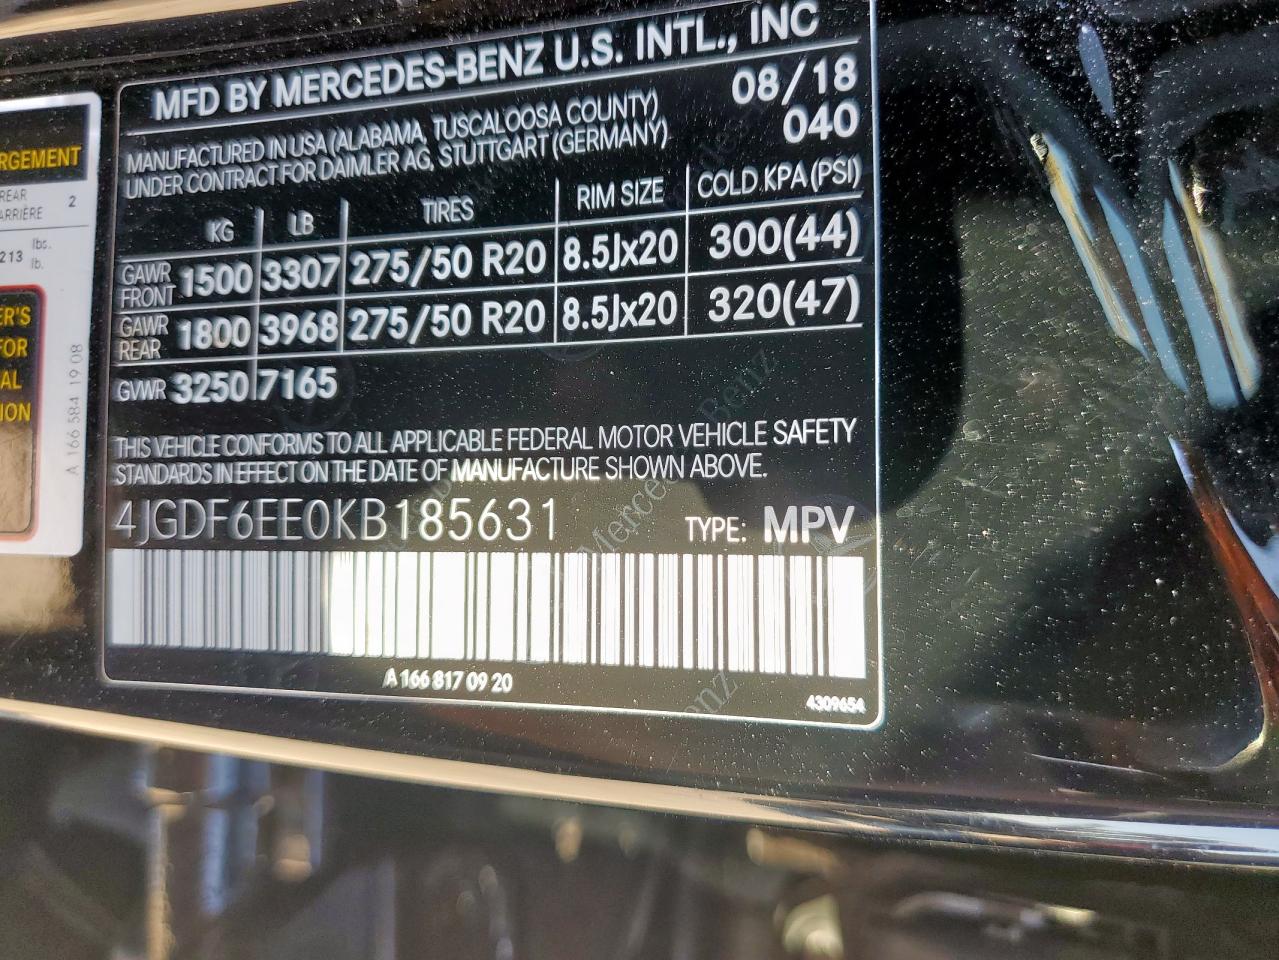 MFD BY MERCEDES-BENZ U.S. INTL., INC
MANUFACTURED IN USA (ALABAMA, TUSCALOOSA COUNTY) 08/18
UNDER CONTRACT FOR DAIMLER AG, STUTTGART (GERMANY) 040
KG LB TIRES RIM SIZE COLD KPA (PSI)
GAWR FRONT 1500 3307 275/50 R20 8.5Jx20 300(44)
GAWR REAR 1800 3968 275/50 R20 8.5Jx20 320(47)
GVWR 3250 7165
THIS VEHICLE CONFORMS TO ALL APPLICABLE FEDERAL MOTOR VEHICLE SAFETY
STANDARDS IN EFFECT ON THE DATE OF MANUFACTURE SHOWN ABOVE.
4JGDF6EE0KB185631 TYPE: MPV
A 166 817 09 20
4309654
RGEMENT
REAR
ARRIÈRE 2
213 lbs.
lb.
ER'S
FOR
AL
ION
A 166 584 19 08
Mercedes-Benz